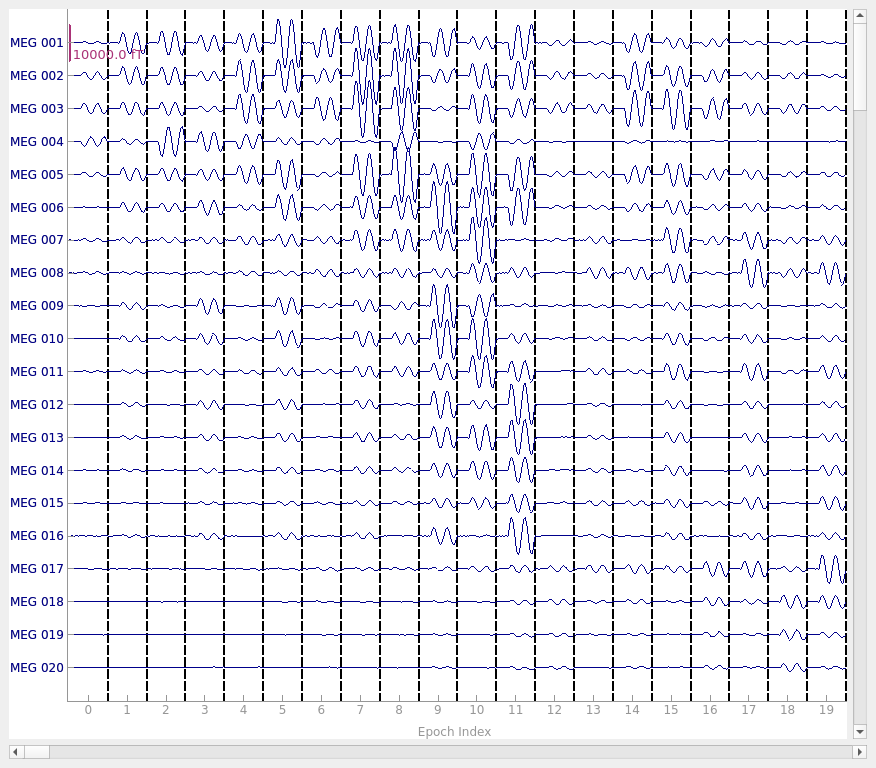 MEG 001
10000.0 fT
MEG 002
MEG 003
MEG 004
MEG 005
MEG 006
MEG 007
MEG 008
MEG 009
MEG 010
MEG 011
MEG 012
MEG 013
MEG 014
MEG 015
MEG 016
MEG 017
MEG 018
MEG 019
MEG 020
0 1 2 3 4 5 6 7 8 9 10 11 12 13 14 15 16 17 18 19
Epoch Index